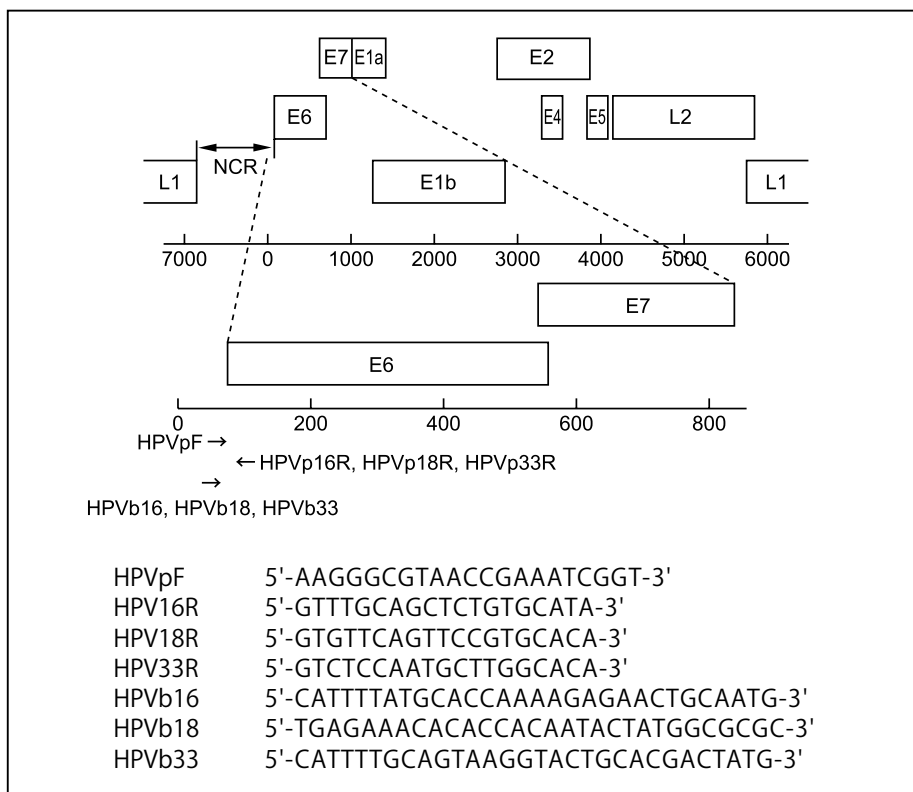 E7 E1a E2
E6 E4 E5 L2
NCR
L1 E1b L1
7000 0 1000 2000 3000 4000 5000 6000
E7
E6
0 200 400 600 800
HPVpF →
← HPVp16R, HPVp18R, HPVp33R
→
HPVb16, HPVb18, HPVb33
HPVpF 5'-AAGGGCGTAACCGAAATCGGT-3'
HPV16R 5'-GTTTGCAGCTCTGTGCATA-3'
HPV18R 5'-GTGTTCAGTTCCGTGCACA-3'
HPV33R 5'-GTCTCCAATGCTTGGCACA-3'
HPVb16 5'-CATTTTATGCACCAAAAGAGAACTGCAATG-3'
HPVb18 5'-TGAGAAACACACCACAATACTATGGCGCGC-3'
HPVb33 5'-CATTTTGCAGTAAGGTACTGCACGACTATG-3'